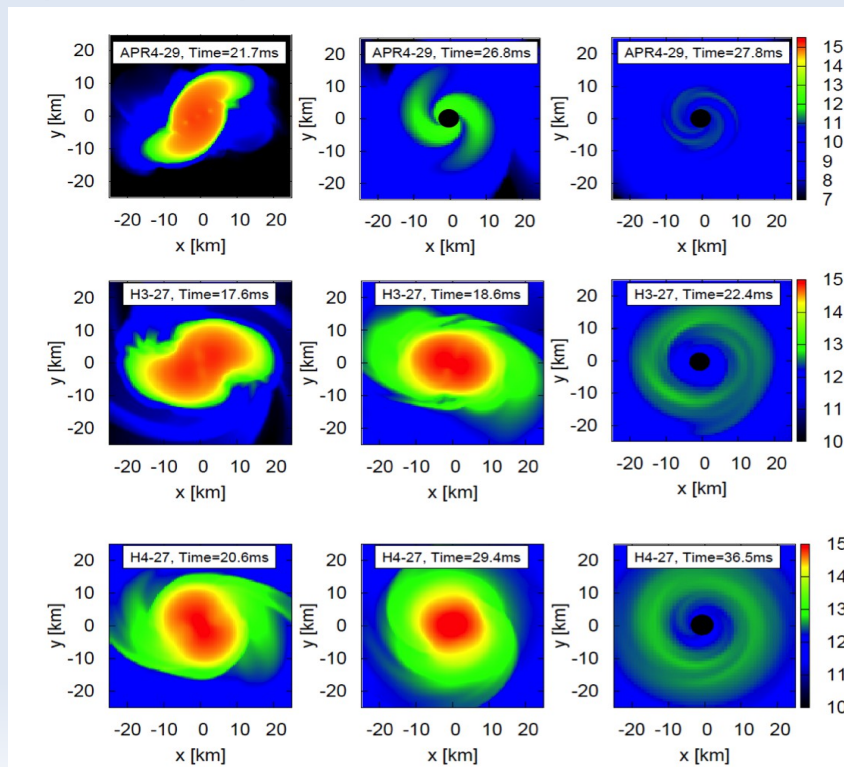 APR4-29, Time=21.7ms
APR4-29, Time=26.8ms
APR4-29, Time=27.8ms
20
10
0
-10
-20
y [km]
-20 -10 0 10 20
x [km]
20
10
0
-10
-20
y [km]
-20 -10 0 10 20
x [km]
20
10
0
-10
-20
y [km]
-20 -10 0 10 20
x [km]
15
14
13
12
11
10
9
8
7
H3-27, Time=17.6ms
H3-27, Time=18.6ms
H3-27, Time=22.4ms
20
10
0
-10
-20
y [km]
-20 -10 0 10 20
x [km]
20
10
0
-10
-20
y [km]
-20 -10 0 10 20
x [km]
20
10
0
-10
-20
y [km]
-20 -10 0 10 20
x [km]
15
14
13
12
11
10
H4-27, Time=20.6ms
H4-27, Time=29.4ms
H4-27, Time=36.5ms
20
10
0
-10
-20
y [km]
-20 -10 0 10 20
x [km]
20
10
0
-10
-20
y [km]
-20 -10 0 10 20
x [km]
20
10
0
-10
-20
y [km]
-20 -10 0 10 20
x [km]
15
14
13
12
11
10